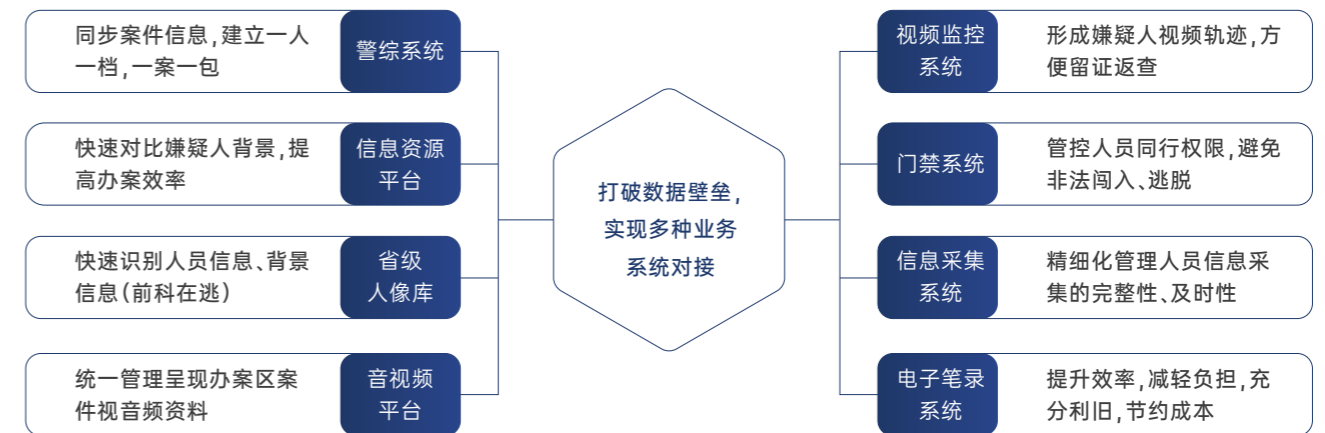 同步案件信息,建立一人
一档,一案一包
警综系统
快速对比嫌疑人背景,提
高办案效率
信息资源
平台
快速识别人员信息、背景
信息(前科在逃)
省级
人像库
统一管理呈现办案区案
件视音频资料
音视频
平台
打破数据壁垒,
实现多种业务
系统对接
视频监控
系统
形成嫌疑人视频轨迹,方
便留证返查
门禁系统
管控人员同行权限,避免
非法闯入、逃脱
信息采集
系统
精细化管理人员信息采
集的完整性、及时性
电子笔录
系统
提升效率,减轻负担,充
分利旧,节约成本